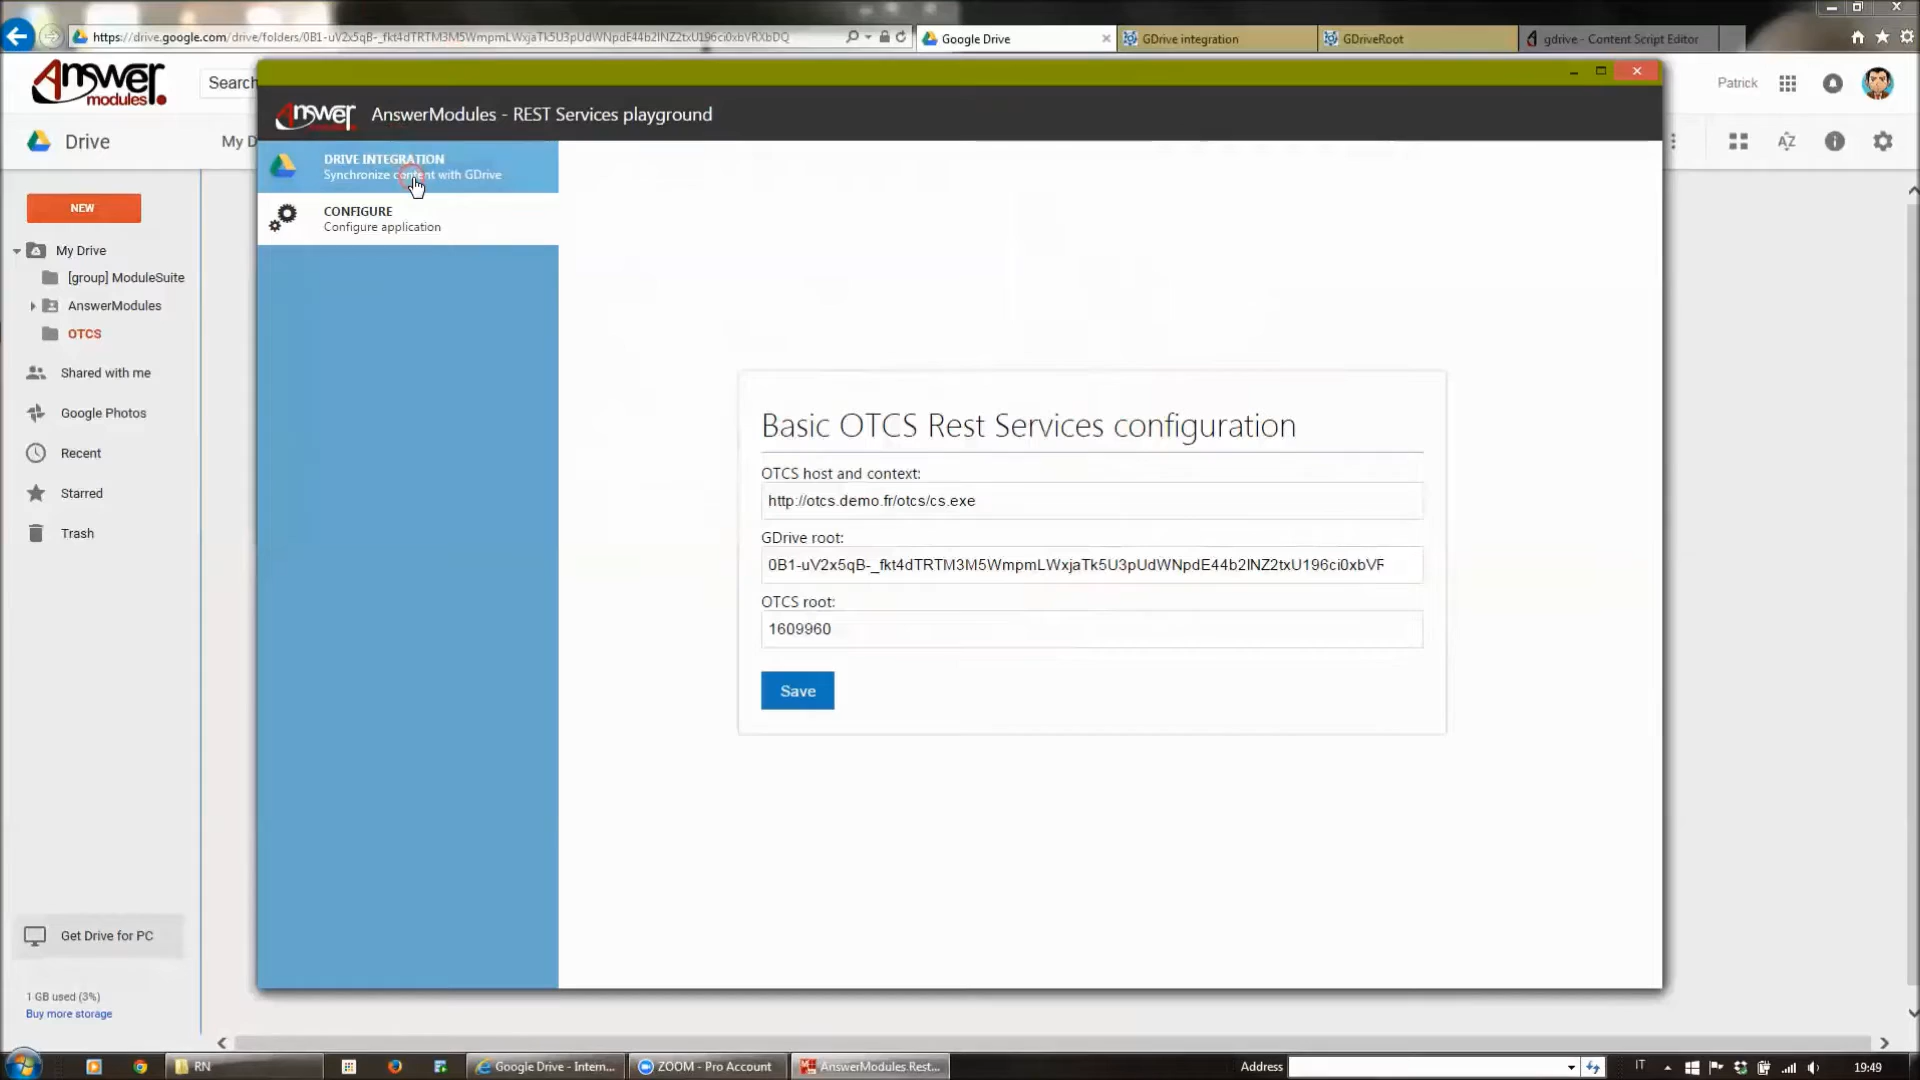 https://drive.google.com/drive/folders/0B1-uV2x5qB-_fkt4dTRTM3M5WmpmLWxjaTk5U3pUdWNpdE44b2lNZ2txU196ci0xbVRXbDQ
Google Drive
GDrive integration
GDriveRoot
gdrive - Content Script Editor
Answer modules.
Search
Patrick
Drive
My D
NEW
My Drive
[group] ModuleSuite
AnswerModules
OTCS
Shared with me
Google Photos
Recent
Starred
Trash
Get Drive for PC
1 GB used (3%)
Buy more storage
Answer modules
AnswerModules - REST Services playground
DRIVE INTEGRATION
Synchronize content with GDrive
CONFIGURE
Configure application
Basic OTCS Rest Services configuration
OTCS host and context:
http://otcs.demo.fr/otcs/cs.exe
GDrive root:
0B1-uV2x5qB-_fkt4dTRTM3M5WmpmLWxjaTk5U3pUdWNpdE44b2lNZ2txU196ci0xbVF
OTCS root:
1609960
Save
RN
Google Drive - Intern...
ZOOM - Pro Account
AnswerModules Rest...
Address
IT
19:49